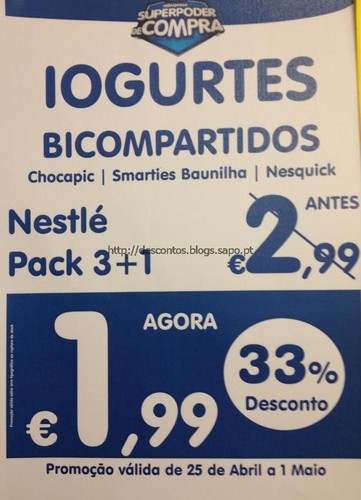 SUPERPODER
DE COMPRA
IOGURTES
BICOMPARTIDOS
Chocapic | Smarties Baunilha | Nesquick
Nestlé
Pack 3+1
ANTES
€2,99
http://descontos.blogs.sapo.pt
AGORA
€1,99
33%
Desconto
Promoção válida de 25 de Abril a 1 Maio